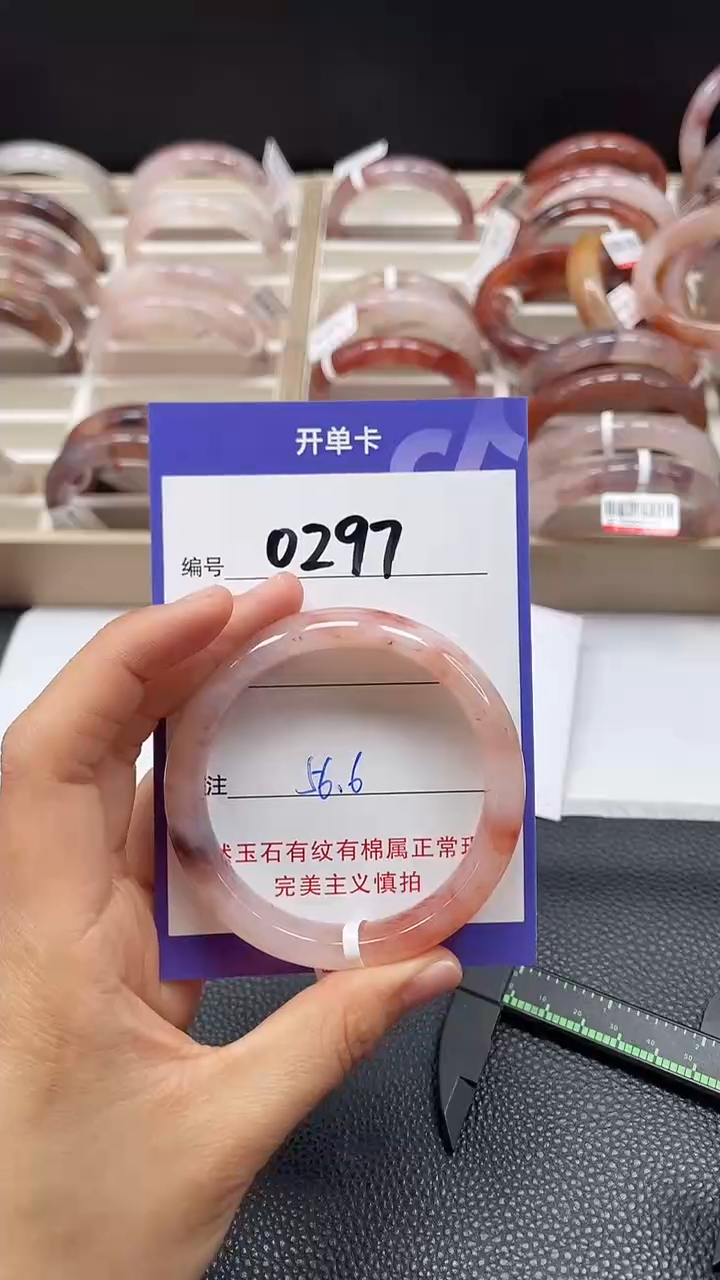 开单卡
编号 0297
注 56.6
玉石有纹有棉属正常
完美主义慎拍